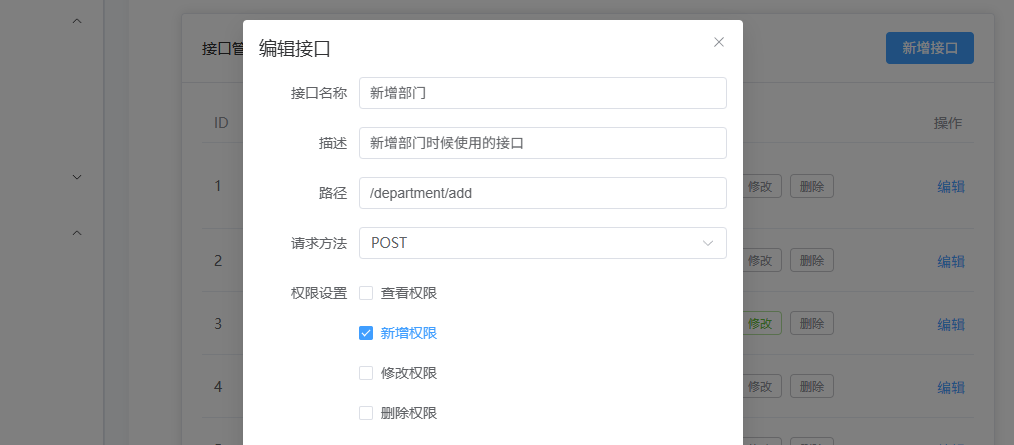 接口管
新增接口
编辑接口
接口名称 新增部门
描述 新增部门时候使用的接口
路径 /department/add
请求方法 POST
权限设置 查看权限
新增权限
修改权限
删除权限
ID 操作
1 修改 删除 编辑
2 修改 删除 编辑
3 修改 删除 编辑
4 修改 删除 编辑